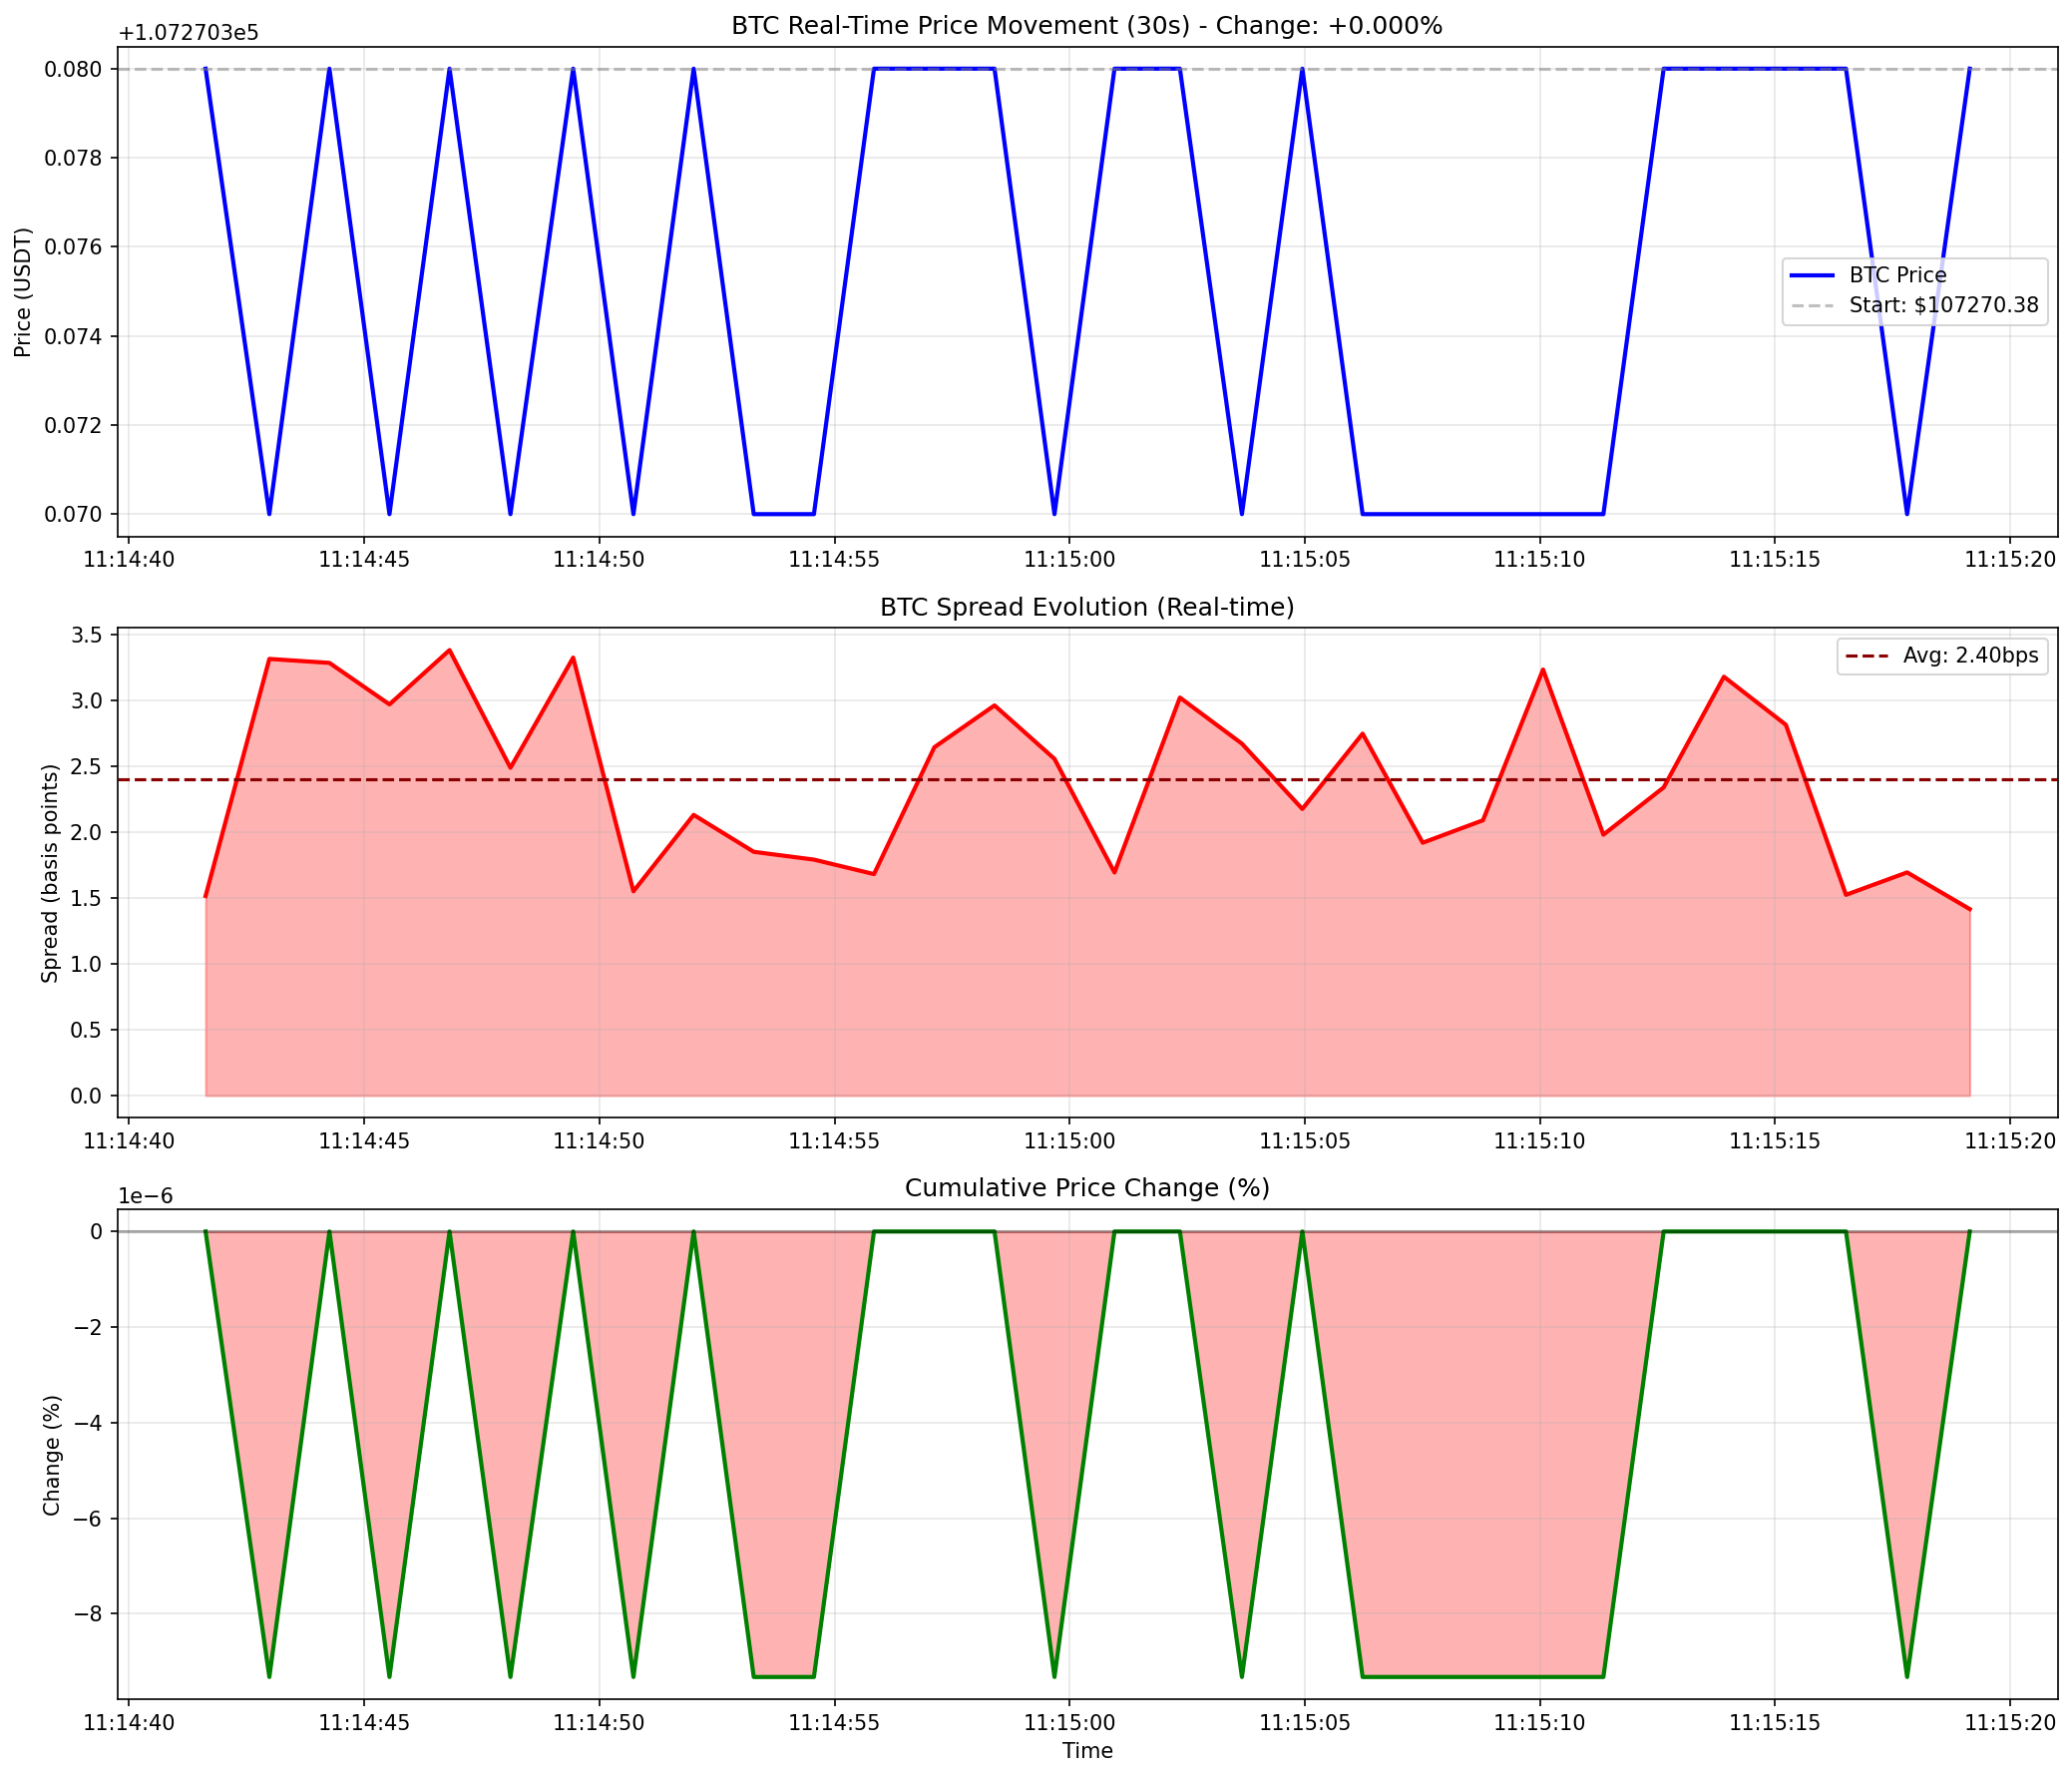 BTC Real-Time Price Movement (30s) - Change: +0.000%
+1.072703e5
0.080
0.078
0.076
0.074
0.072
0.070
Price (USDT)
BTC Price
Start: $107270.38
11:14:40 11:14:45 11:14:50 11:14:55 11:15:00 11:15:05 11:15:10 11:15:15 11:15:20
BTC Spread Evolution (Real-time)
3.5
3.0
2.5
2.0
1.5
1.0
0.5
0.0
Spread (basis points)
Avg: 2.40bps
11:14:40 11:14:45 11:14:50 11:14:55 11:15:00 11:15:05 11:15:10 11:15:15 11:15:20
Cumulative Price Change (%)
1e−6
0
−2
−4
−6
−8
Change (%)
11:14:40 11:14:45 11:14:50 11:14:55 11:15:00 11:15:05 11:15:10 11:15:15 11:15:20
Time